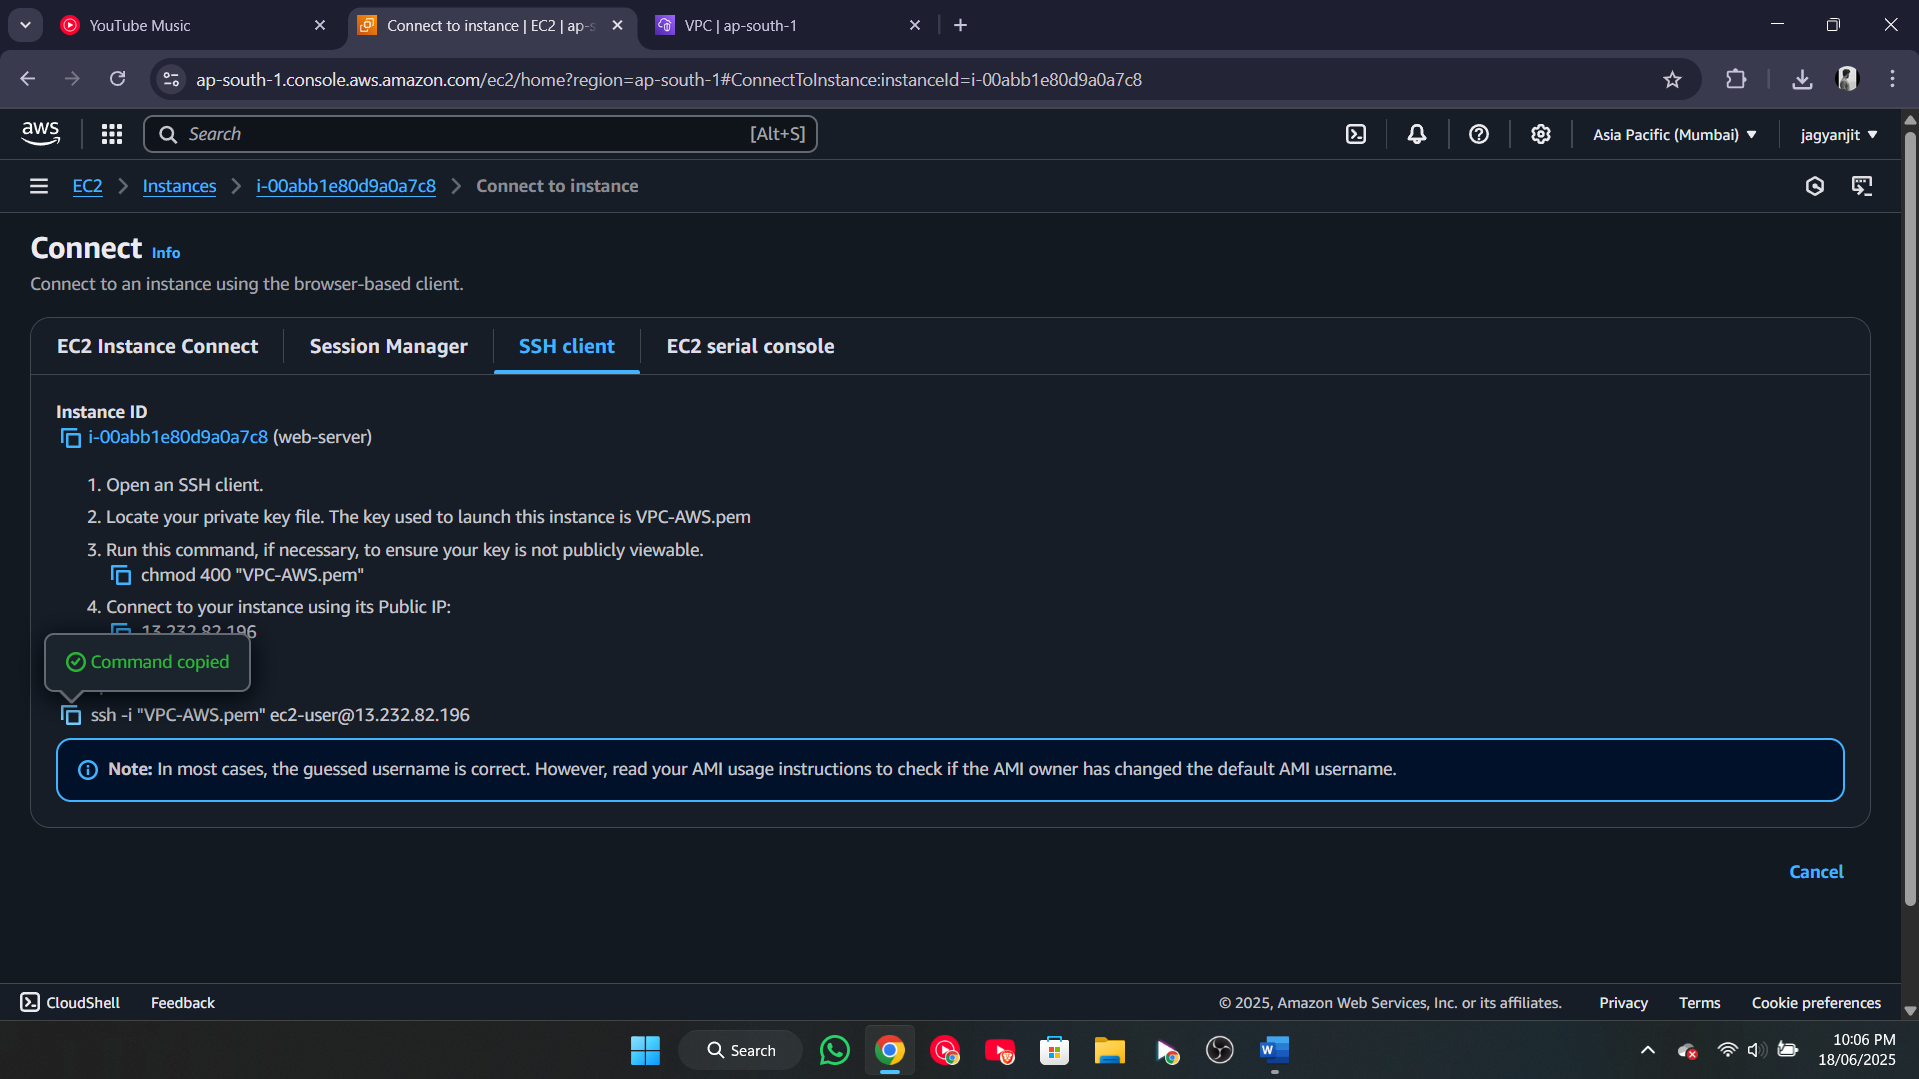 YouTube Music
Connect to instance | EC2 | ap-s
VPC | ap-south-1
ap-south-1.console.aws.amazon.com/ec2/home?region=ap-south-1#ConnectToInstance:instanceId=i-00abb1e80d9a0a7c8
aws
Search
[Alt+S]
Asia Pacific (Mumbai)
jagyanjit
EC2
Instances
i-00abb1e80d9a0a7c8
Connect to instance
Connect Info
Connect to an instance using the browser-based client.
EC2 Instance Connect
Session Manager
SSH client
EC2 serial console
Instance ID
i-00abb1e80d9a0a7c8 (web-server)
1. Open an SSH client.
2. Locate your private key file. The key used to launch this instance is VPC-AWS.pem
3. Run this command, if necessary, to ensure your key is not publicly viewable.
chmod 400 "VPC-AWS.pem"
4. Connect to your instance using its Public IP:
13.232.82.196
Command copied
ssh -i "VPC-AWS.pem" ec2-user@13.232.82.196
Note: In most cases, the guessed username is correct. However, read your AMI usage instructions to check if the AMI owner has changed the default AMI username.
Cancel
CloudShell
Feedback
© 2025, Amazon Web Services, Inc. or its affiliates.
Privacy
Terms
Cookie preferences
Search
10:06 PM
18/06/2025